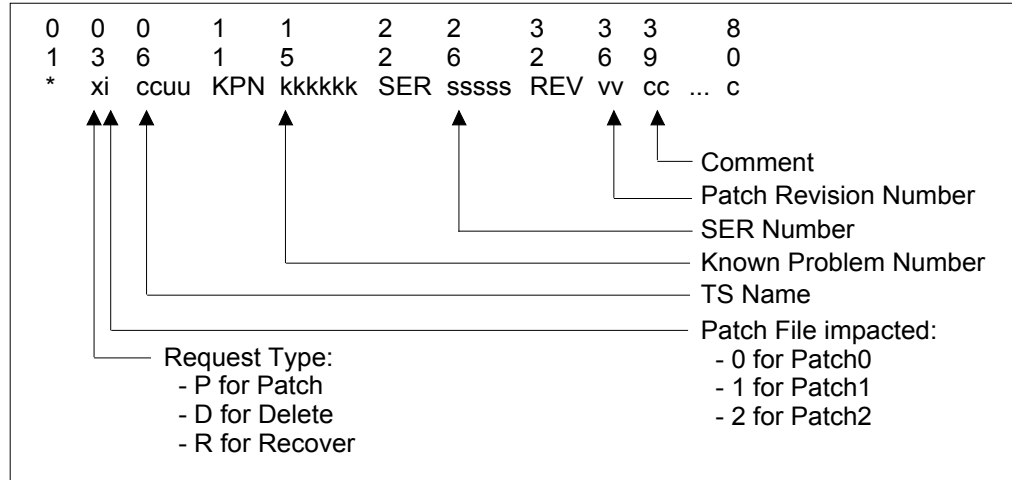 0 0 0 1 1 2 2 3 3 3 8
1 3 6 1 5 2 6 2 6 9 0
* xi ccuu KPN kkkkkk SER sssss REV vv cc ... c
Comment
Patch Revision Number
SER Number
Known Problem Number
TS Name
Patch File impacted:
- 0 for Patch0
- 1 for Patch1
- 2 for Patch2
Request Type:
- P for Patch
- D for Delete
- R for Recover